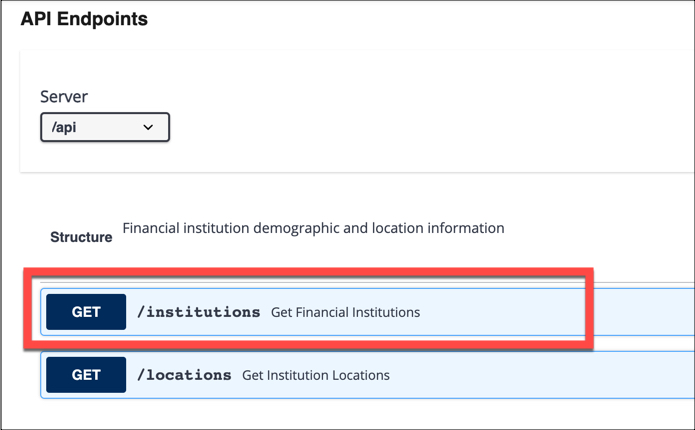 API Endpoints
Server
/api
Structure Financial institution demographic and location information
GET /institutions Get Financial Institutions
GET /locations Get Institution Locations